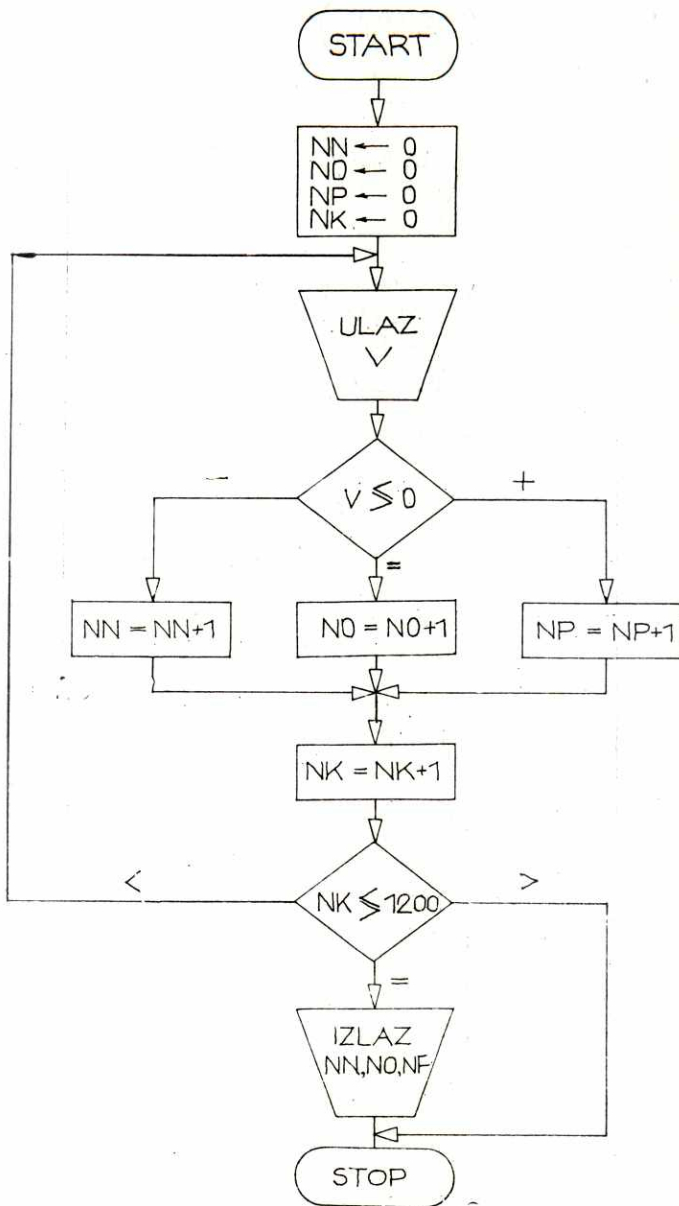 START
NN ← 0
NO ← 0
NP ← 0
NK ← 0
ULAZ
V
V ≶ 0
−
+
=
NN = NN+1
NO = NO+1
NP = NP+1
NK = NK+1
NK ≶ 1200
<
>
=
IZLAZ
NN,NO,NF
STOP